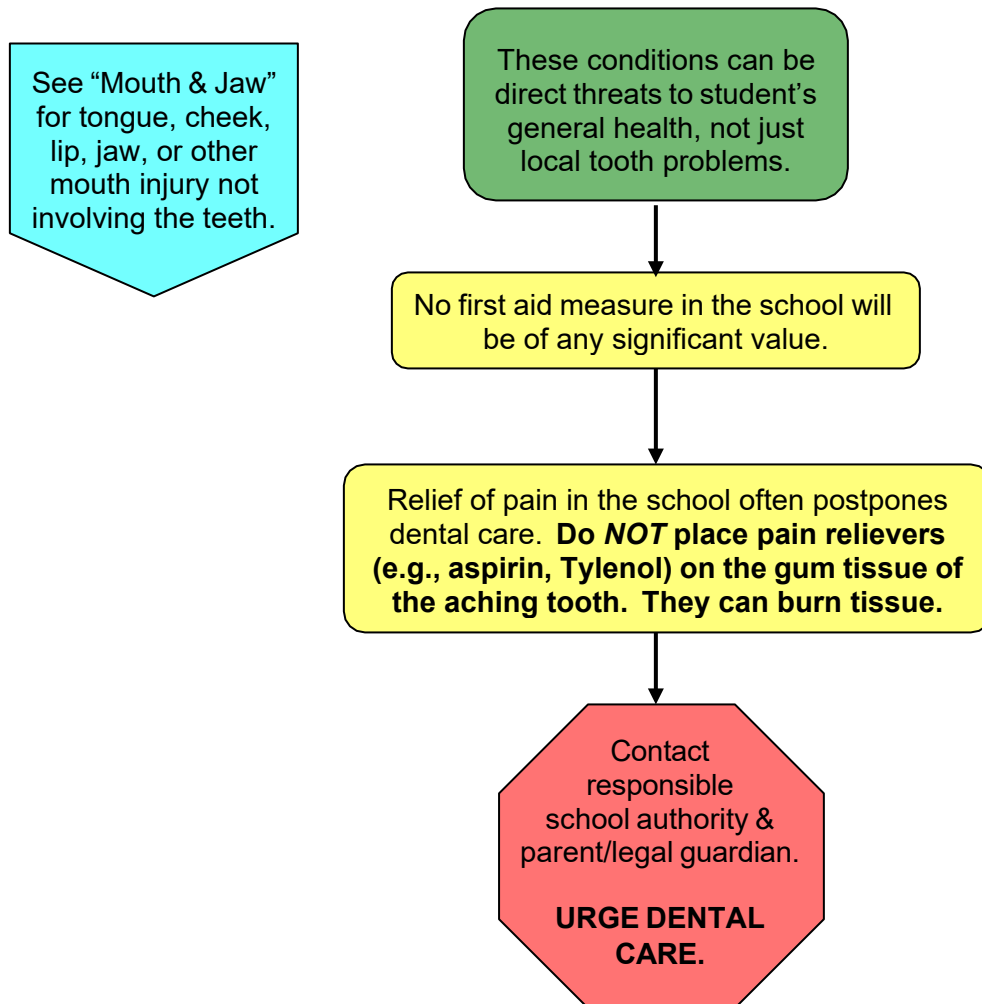 See “Mouth & Jaw”
for tongue, cheek,
lip, jaw, or other
mouth injury not
involving the teeth.
These conditions can be
direct threats to student’s
general health, not just
local tooth problems.
No first aid measure in the school will
be of any significant value.
Relief of pain in the school often postpones
dental care. Do NOT place pain relievers
(e.g., aspirin, Tylenol) on the gum tissue of
the aching tooth. They can burn tissue.
Contact
responsible
school authority &
parent/legal guardian.
URGE DENTAL
CARE.